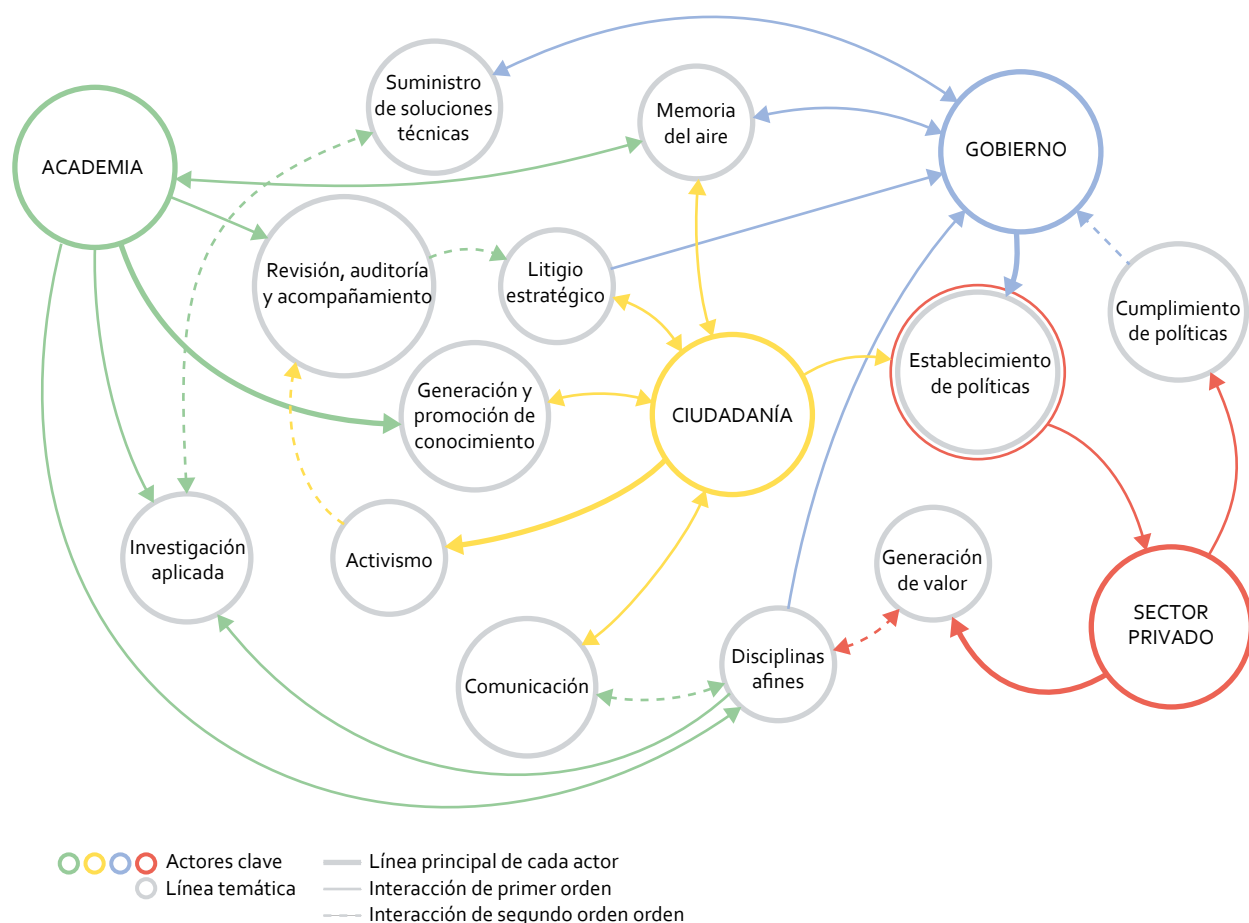 Suministro
de soluciones
técnicas
Memoria
del aire
ACADEMIA
GOBIERNO
Revisión, auditoría
y acompañamiento
Litigio
estratégico
Cumplimiento
de políticas
Establecimiento
de políticas
Generación y
promoción de
conocimiento
CIUDADANÍA
Investigación
aplicada
Activismo
Generación
de valor
SECTOR
PRIVADO
Comunicación
Disciplinas
afines
Actores clave
Línea temática
Línea principal de cada actor
Interacción de primer orden
Interacción de segundo orden orden